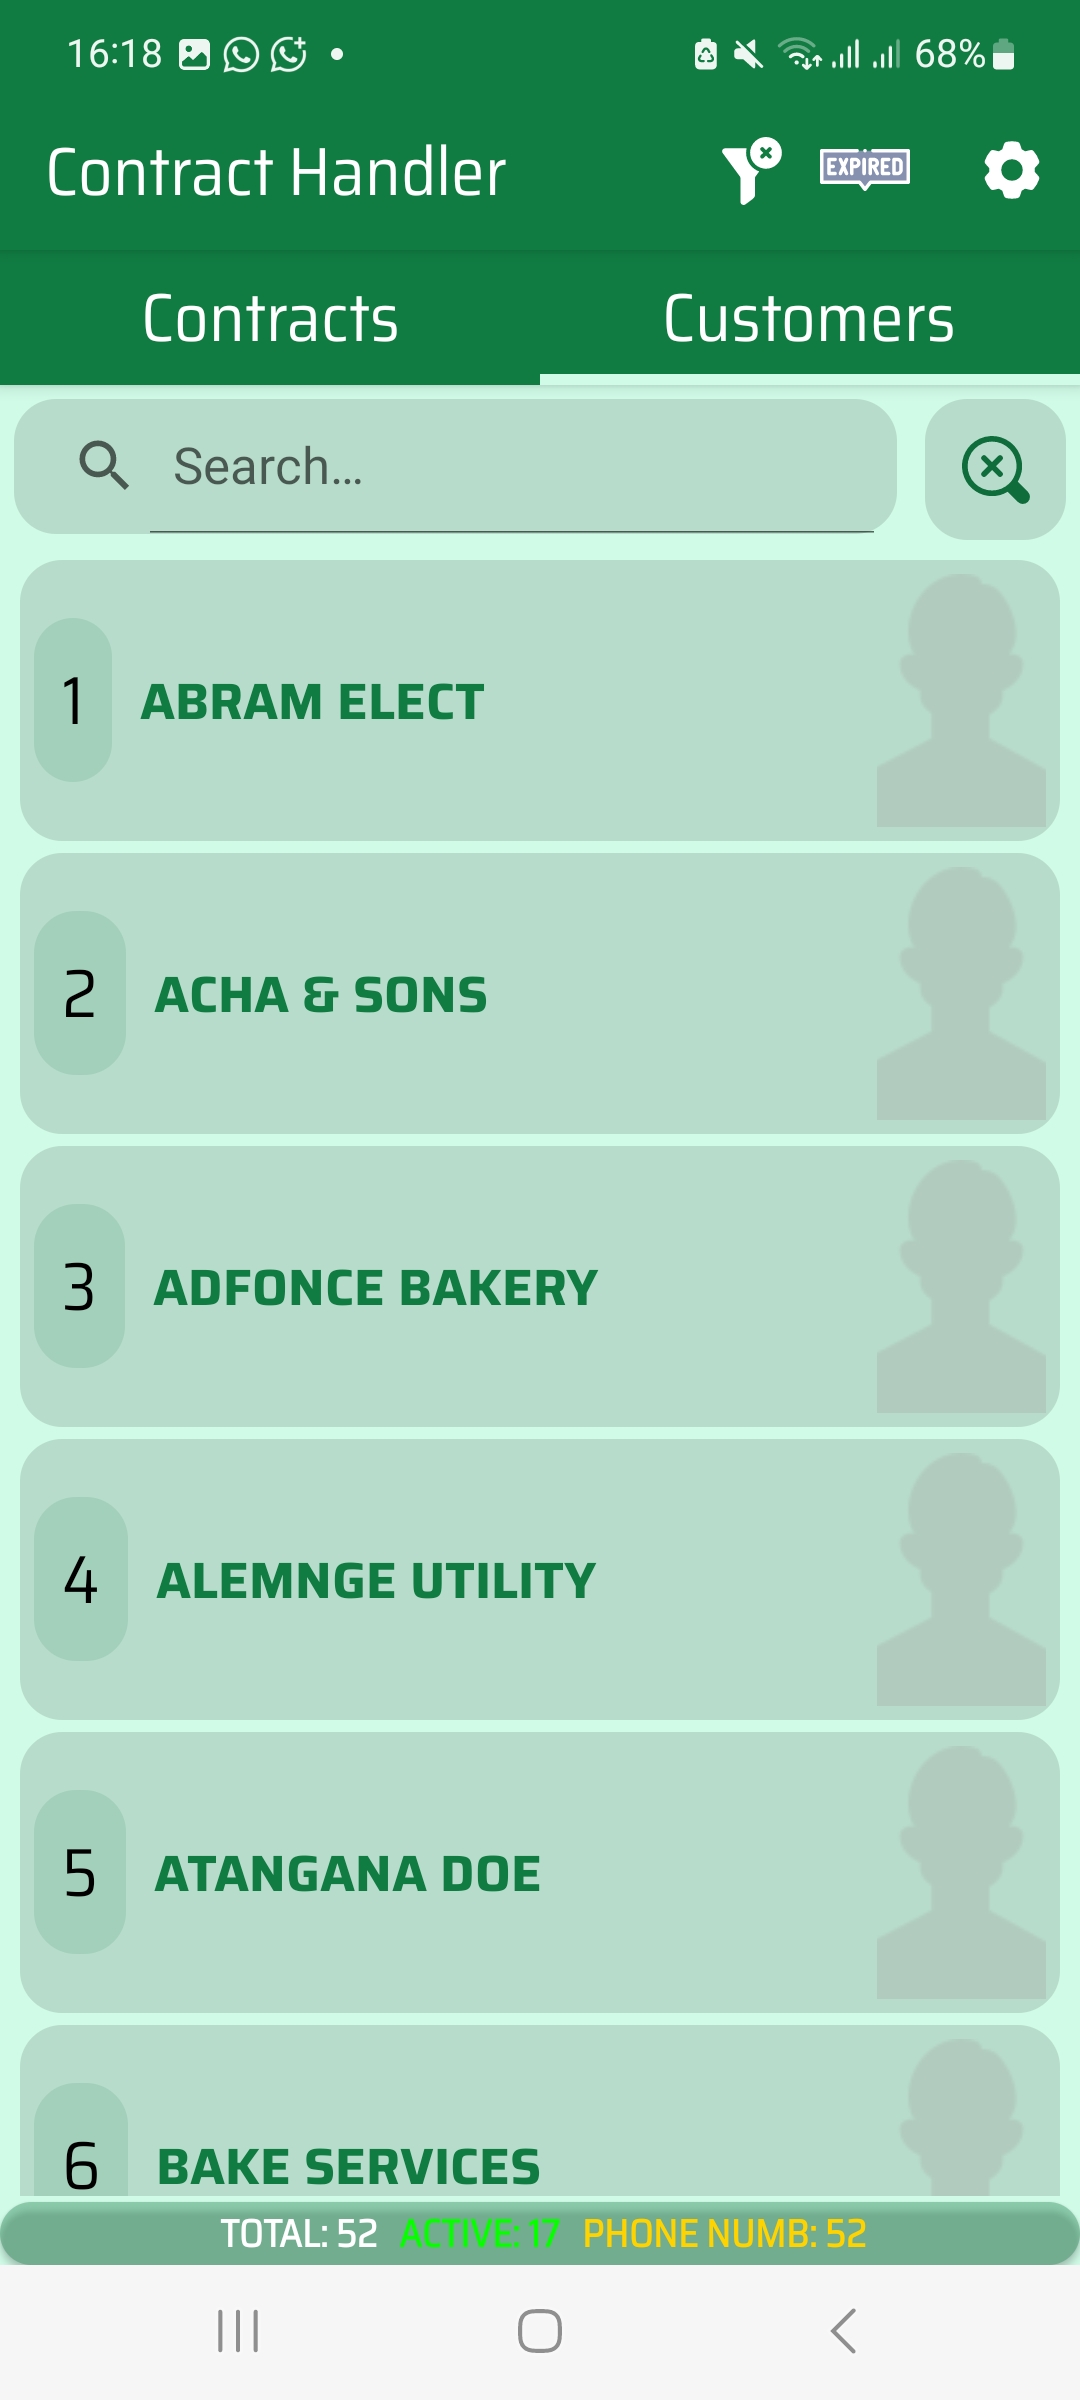 16:18 68%
Contract Handler EXPIRED
Contracts Customers
Search...
1 ABRAM ELECT
2 ACHA & SONS
3 ADFONCE BAKERY
4 ALEMNGE UTILITY
5 ATANGANA DOE
6 BAKE SERVICES
TOTAL: 52 ACTIVE: 17 PHONE NUMB: 52